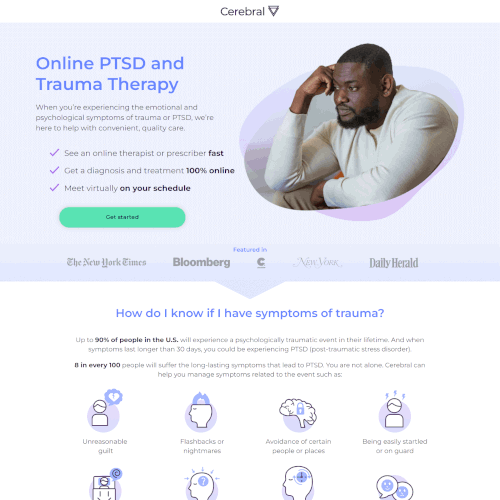 Cerebral
Online PTSD and
Trauma Therapy
When you're experiencing the emotional and
psychological symptoms of trauma or PTSD, we're
here to help with convenient, quality care.
See an online therapist or prescriber fast
Get a diagnosis and treatment 100% online
Meet virtually on your schedule
Get started
Featured in
The New York Times
Bloomberg
C
NEW YORK
Daily Herald
How do I know if I have symptoms of trauma?
Up to 90% of people in the U.S. will experience a psychologically traumatic event in their lifetime. And when
symptoms last longer than 30 days, you could be experiencing PTSD (post-traumatic stress disorder).
8 in every 100 people will suffer the long-lasting symptoms that lead to PTSD. You are not alone. Cerebral can
help you manage symptoms related to the event such as:
Unreasonable
guilt
Flashbacks or
nightmares
Avoidance of certain
people or places
Being easily startled
or on guard